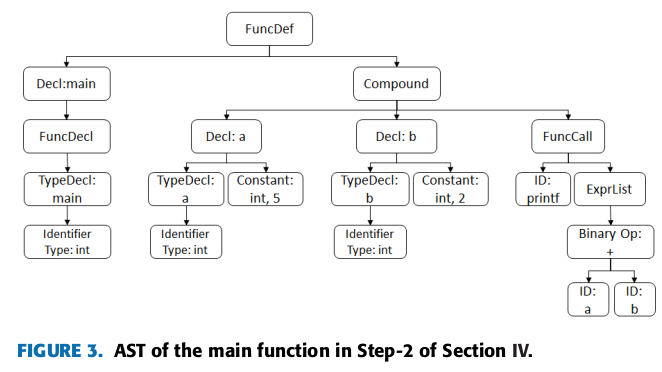 FuncDef
Decl:main
Compound
FuncDecl
Decl: a
Decl: b
FuncCall
TypeDecl:
main
TypeDecl:
a
Constant:
int, 5
TypeDecl:
b
Constant:
int, 2
ID:
printf
ExprList
Identifier
Type: int
Identifier
Type: int
Identifier
Type: int
Binary Op:
+
ID:
a
ID:
b
FIGURE 3. AST of the main function in Step-2 of Section IV.